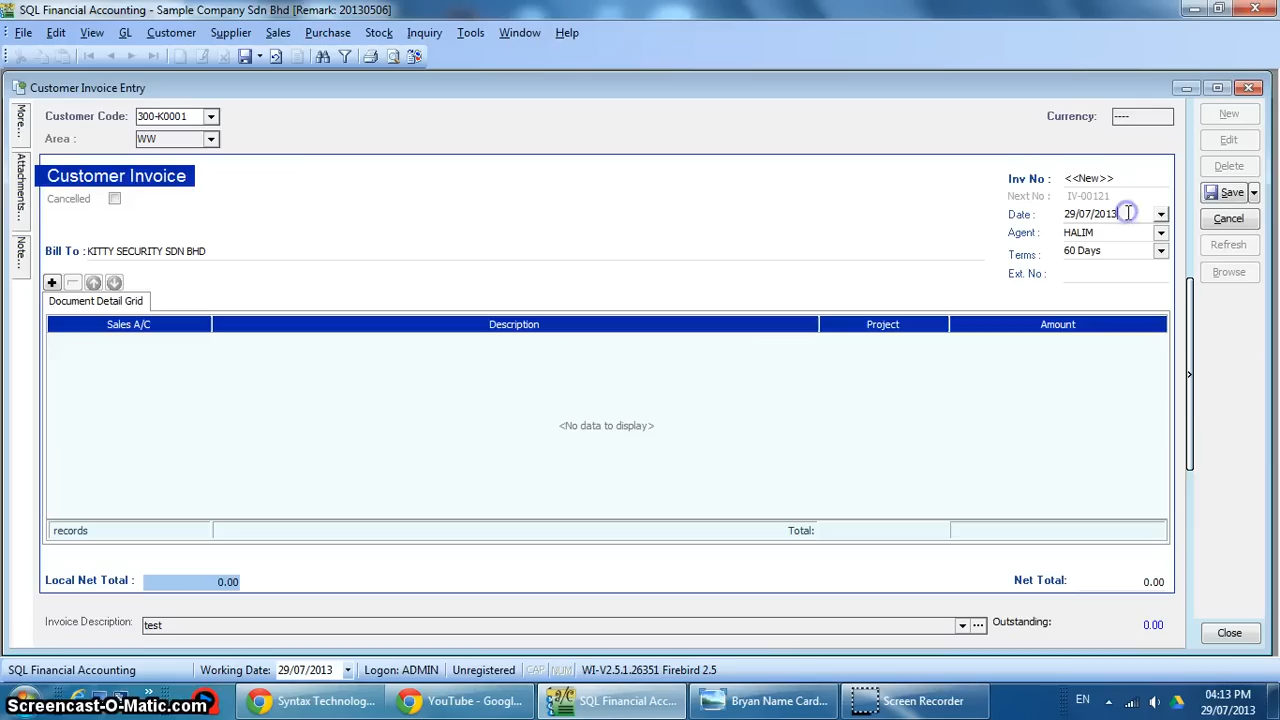 SQL Financial Accounting - Sample Company Sdn Bhd [Remark: 20130506]
File Edit View GL Customer Supplier Sales Purchase Stock Inquiry Tools Window Help
Customer Invoice Entry
More...
Attachments...
Note...
Customer Code: 300-K0001
Currency: ----
Area : WW
Customer Invoice
Cancelled
Inv No : <<New>>
Next No : IV-00121
Date : 29/07/2013
Agent : HALIM
Bill To : KITTY SECURITY SDN BHD
Terms : 60 Days
Ext. No :
Document Detail Grid
Sales A/C Description Project Amount
<No data to display>
records Total:
Local Net Total : 0.00
Net Total: 0.00
Invoice Description: test
Outstanding: 0.00
New
Edit
Delete
Save
Cancel
Refresh
Browse
Close
SQL Financial Accounting Working Date: 29/07/2013 Logon: ADMIN Unregistered CAP NUM WI-V2.5.1.26351 Firebird 2.5
Syntax Technolog... YouTube - Googl... SQL Financial Acc... Bryan Name Card... Screen Recorder
EN
04:13 PM
29/07/2013
Screencast-O-Matic.com